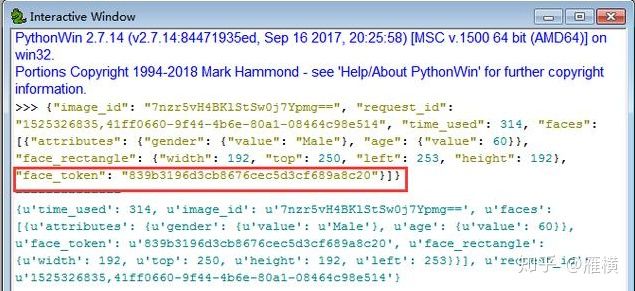 Interactive Window
PythonWin 2.7.14 (v2.7.14:84471935ed, Sep 16 2017, 20:25:58) [MSC v.1500 64 bit (AMD64)] on
win32.
Portions Copyright 1994-2018 Mark Hammond - see 'Help/About PythonWin' for further copyright
information.
>>> {"image_id": "7nzr5vH4BKlStSw0j7Ypmg==", "request_id":
"1525326835,41ff0660-9f44-4b6e-80a1-08464c98e514", "time_used": 314, "faces":
[{"attributes": {"gender": {"value": "Male"}, "age": {"value": 60}},
"face_rectangle": {"width": 192, "top": 250, "left": 253, "height": 192},
"face_token": "839b3196d3cb8676cec5d3cf689a8c20"}]}
{u'time_used': 314, u'image_id': u'7nzr5vH4BKlStSw0j7Ypmg==', u'faces':
[{u'attributes': {u'gender': {u'value': u'Male'}, u'age': {u'value': 60}},
u'face_token': u'839b3196d3cb8676cec5d3cf689a8c20', u'face_rectangle':
{u'width': 192, u'top': 250, u'height': 192, u'left': 253}}], u'request_id':
u'1525326835,41ff0660-9f44-4b6e-80a1-08464c98e514'}
知乎 @雁横